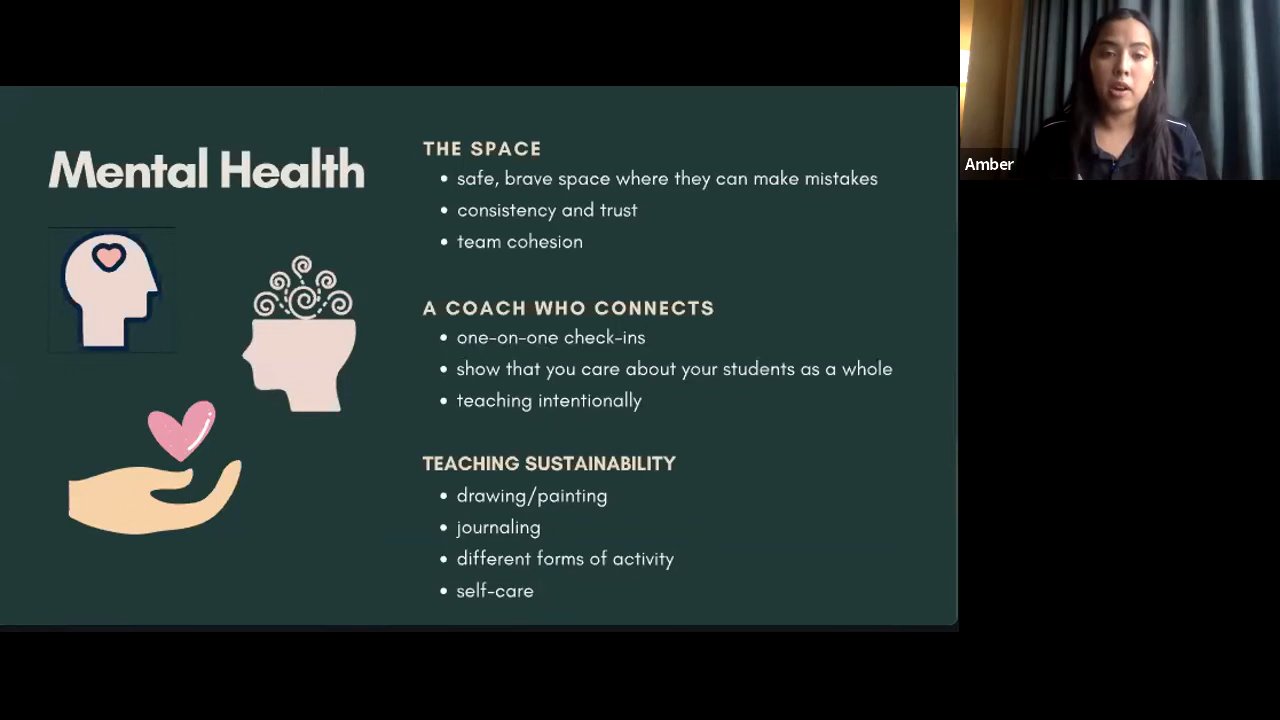 Mental Health
THE SPACE
• safe, brave space where they can make mistakes
• consistency and trust
• team cohesion
A COACH WHO CONNECTS
• one-on-one check-ins
• show that you care about your students as a whole
• teaching intentionally
TEACHING SUSTAINABILITY
• drawing/painting
• journaling
• different forms of activity
• self-care
Amber